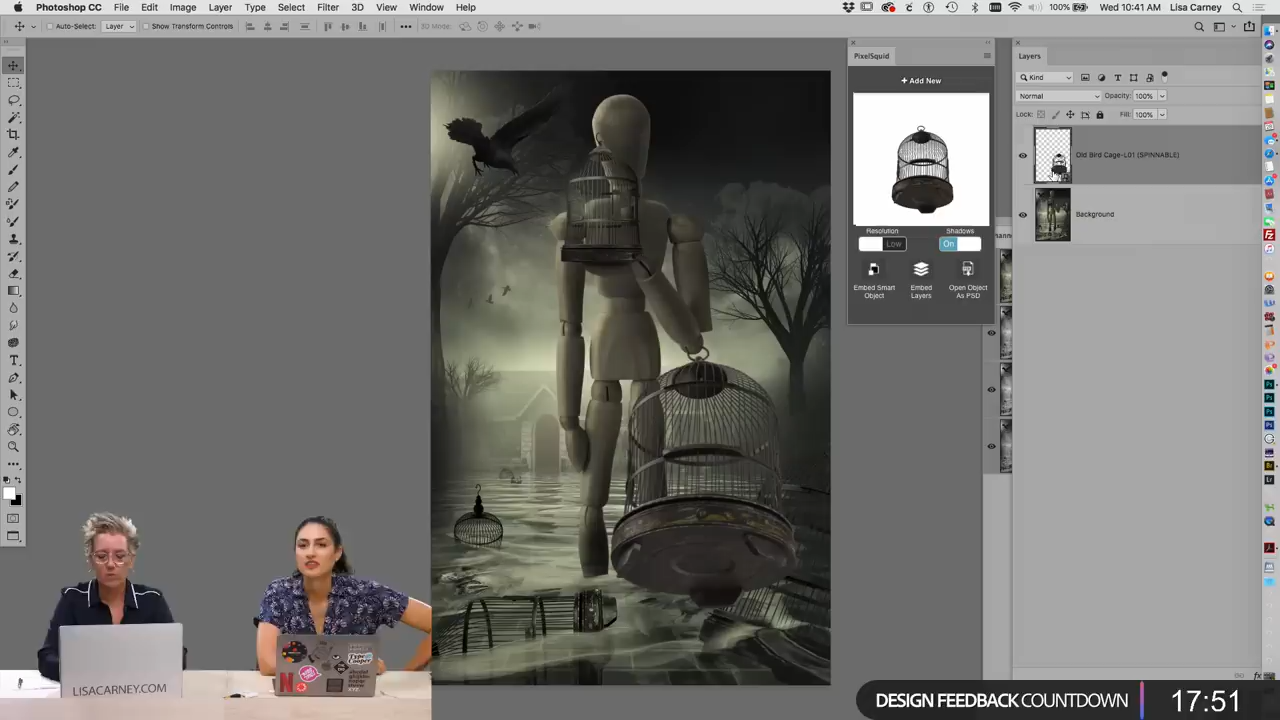 Photoshop CC File Edit Image Layer Type Select Filter 3D View Window Help
100% Wed 10:41 AM Lisa Carney
Auto-Select: Layer Show Transform Controls 3D Mode:
PixelSquid
+ Add New
Resolution Shadows
Low On
Embed Smart Object
Embed Layers
Open Object As PSD
Layers
Kind
Normal Opacity: 100%
Lock: Fill: 100%
Old Bird Cage-L01 (SPINNABLE)
Background
LISACARNEY.COM
DESIGN FEEDBACK COUNTDOWN 17:51